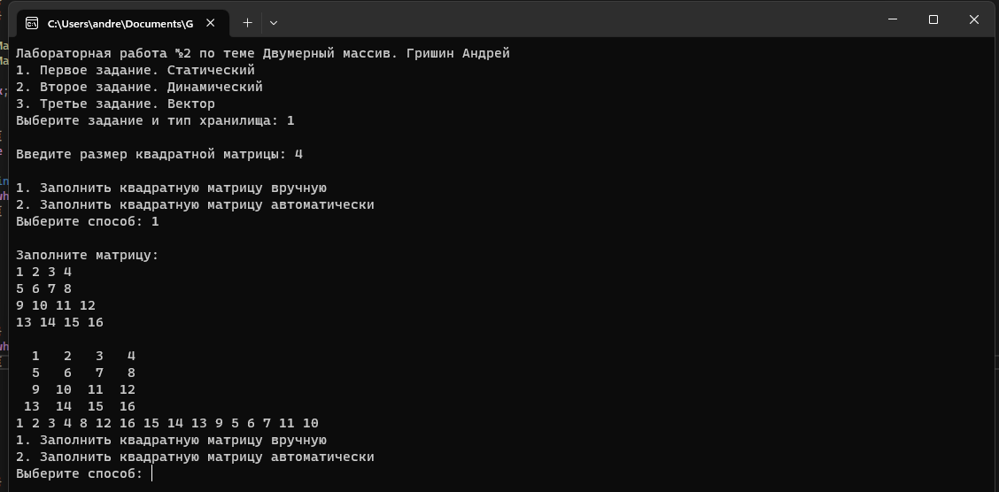 C:\Users\andre\Documents\G
Лабораторная работа №2 по теме Двумерный массив. Гришин Андрей
1. Первое задание. Статический
2. Второе задание. Динамический
3. Третье задание. Вектор
Выберите задание и тип хранилища: 1
Введите размер квадратной матрицы: 4
1. Заполнить квадратную матрицу вручную
2. Заполнить квадратную матрицу автоматически
Выберите способ: 1
Заполните матрицу:
1 2 3 4
5 6 7 8
9 10 11 12
13 14 15 16
1 2 3 4
5 6 7 8
9 10 11 12
13 14 15 16
1 2 3 4 8 12 16 15 14 13 9 5 6 7 11 10
1. Заполнить квадратную матрицу вручную
2. Заполнить квадратную матрицу автоматически
Выберите способ: